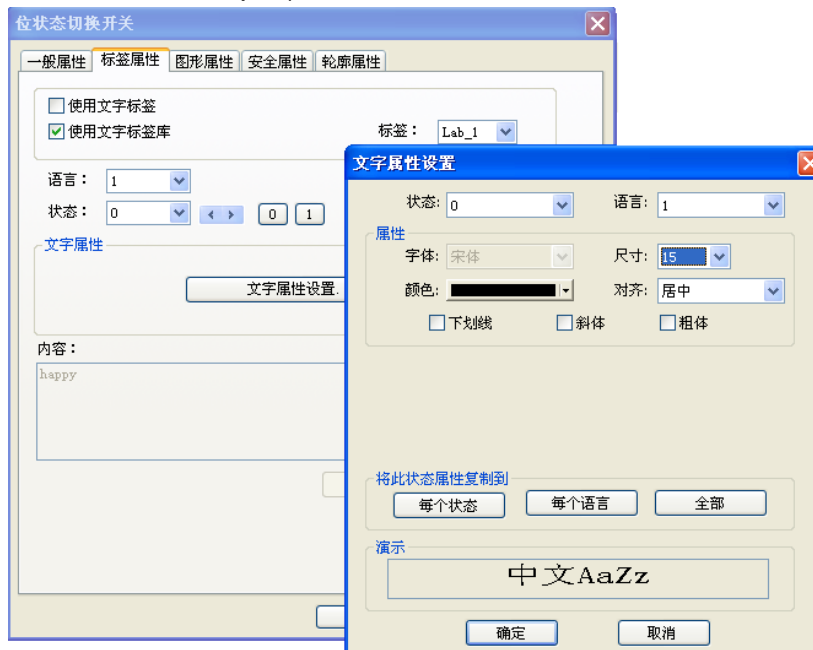 位状态切换开关
一般属性 标签属性 图形属性 安全属性 轮廓属性
使用文字标签
使用文字标签库
标签： Lab_1
语言： 1
状态： 0 0 1
文字属性
文字属性设置.
内容：
happy
文字属性设置
状态: 0 语言: 1
属性
字体: 宋体 尺寸: 15
颜色: 对齐: 居中
下划线 斜体 粗体
将此状态属性复制到
每个状态 每个语言 全部
演示
中文AaZz
确定 取消